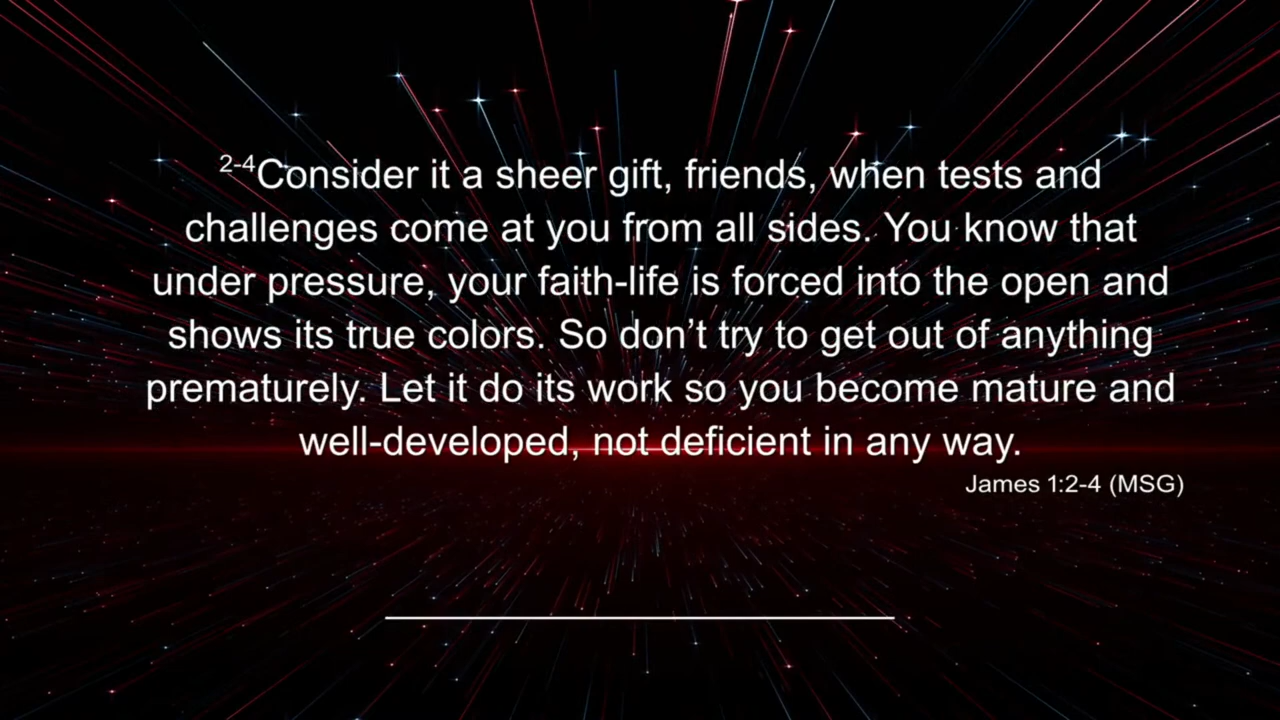 2-4Consider it a sheer gift, friends, when tests and
challenges come at you from all sides. You know that
under pressure, your faith-life is forced into the open and
shows its true colors. So don’t try to get out of anything
prematurely. Let it do its work so you become mature and
well-developed, not deficient in any way.
James 1:2-4 (MSG)